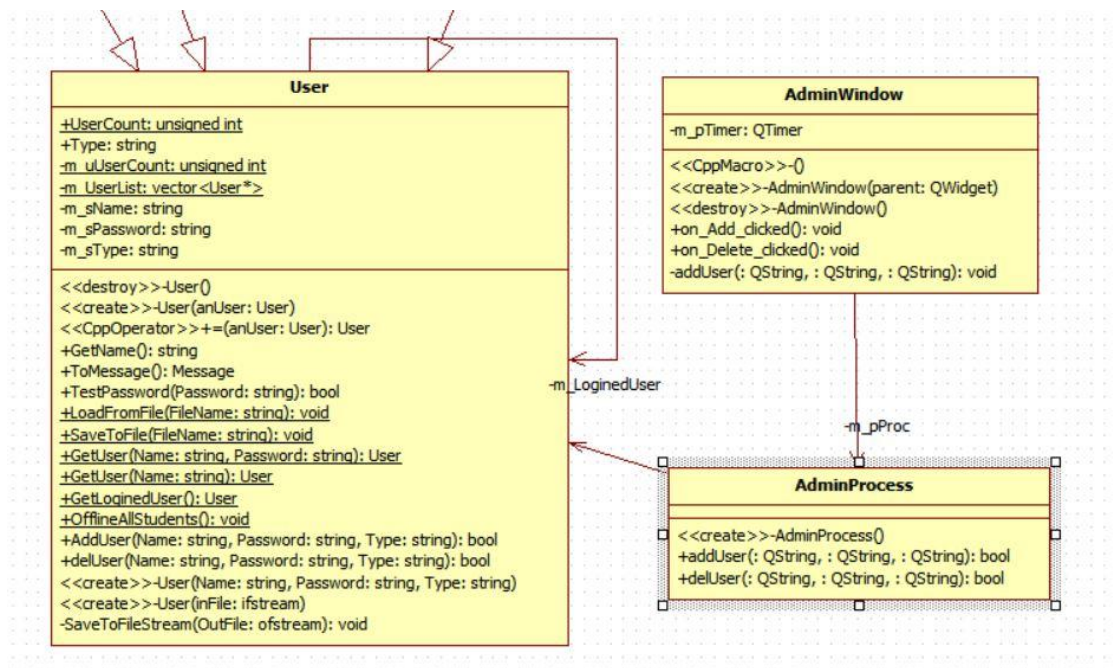 User
+UserCount: unsigned int
+Type: string
-m_uUserCount: unsigned int
-m_UserList: vector<User*>
-m_sName: string
-m_sPassword: string
-m_sType: string
<<destroy>>-User()
<<create>>-User(anUser: User)
<<CppOperator>>+=(anUser: User): User
+GetName(): string
+ToMessage(): Message
+TestPassword(Password: string): bool
+LoadFromFile(FileName: string): void
+SaveToFile(FileName: string): void
+GetUser(Name: string, Password: string): User
+GetUser(Name: string): User
+GetLoginedUser(): User
+OfflineAllStudents(): void
+AddUser(Name: string, Password: string, Type: string): bool
+delUser(Name: string, Password: string, Type: string): bool
<<create>>-User(Name: string, Password: string, Type: string)
<<create>>-User(inFile: ifstream)
-SaveToFileStream(OutFile: ofstream): void
-m_LoginedUser
AdminWindow
-m_pTimer: QTimer
<<CppMacro>>-()
<<create>>-AdminWindow(parent: QWidget)
<<destroy>>-AdminWindow()
+on_Add_clicked(): void
+on_Delete_clicked(): void
-addUser(: QString, : QString, : QString): void
-m_pProc
AdminProcess
<<create>>-AdminProcess()
+addUser(: QString, : QString, : QString): bool
+delUser(: QString, : QString, : QString): bool